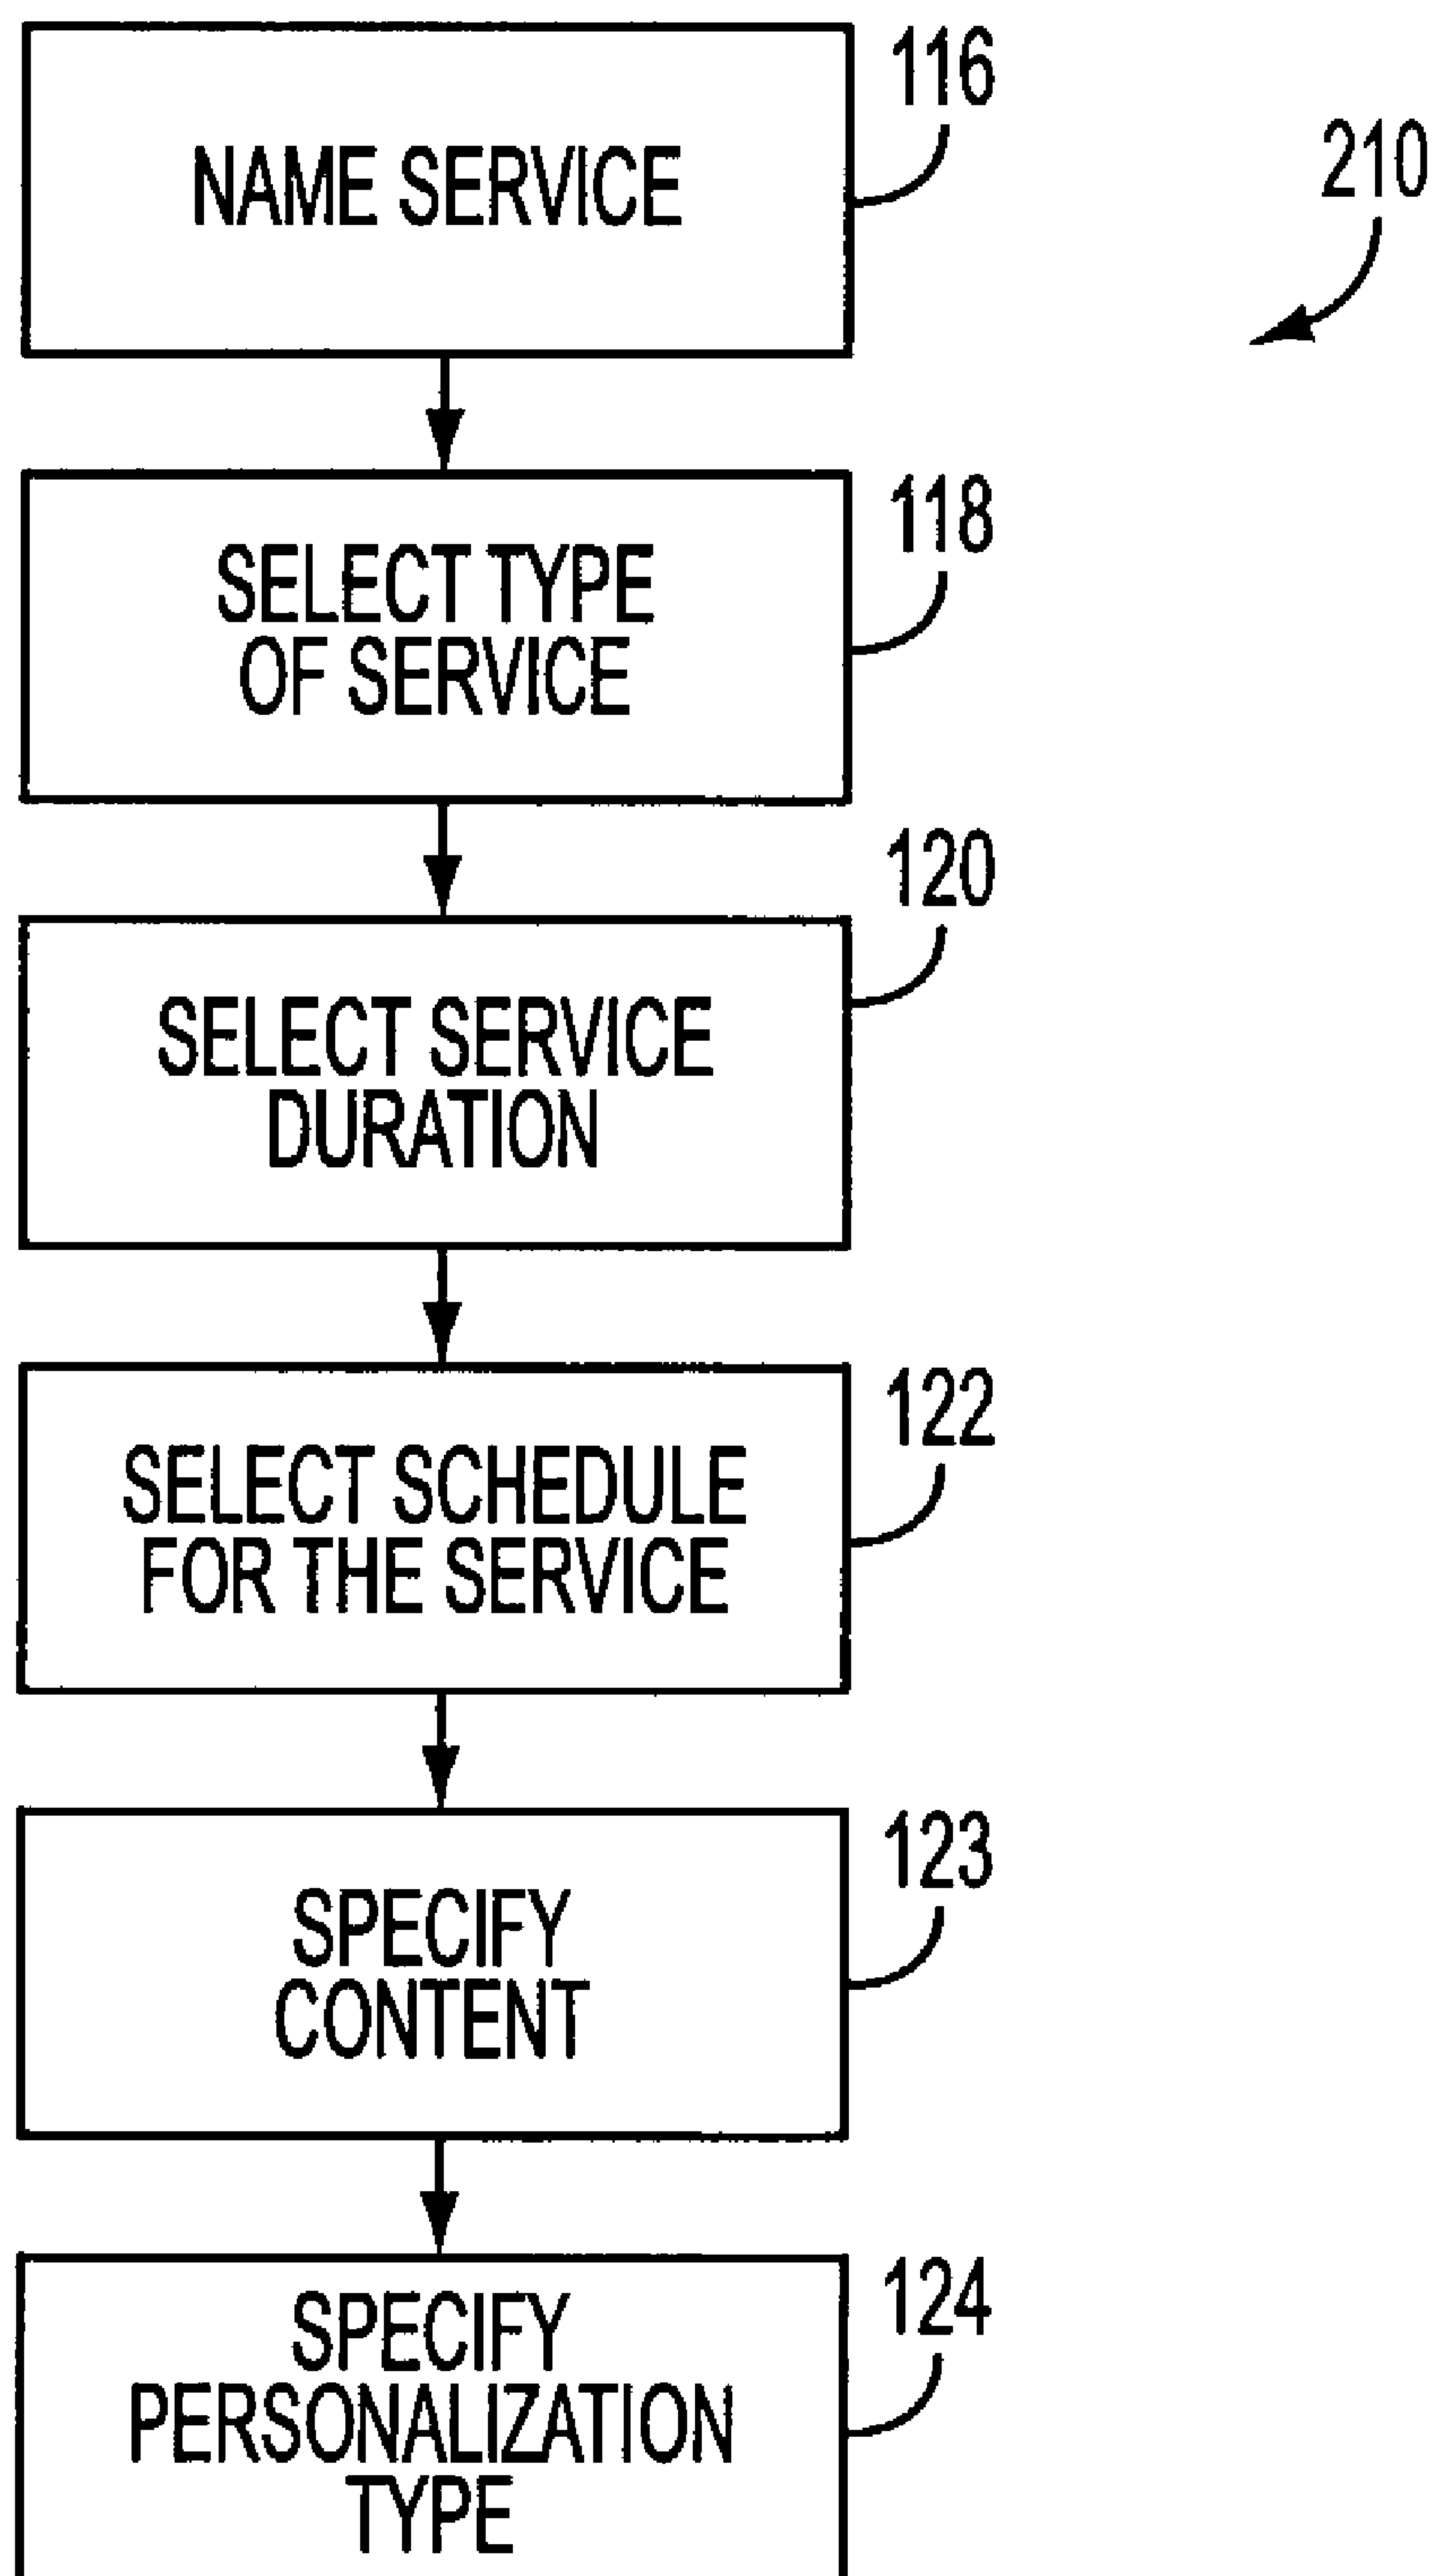 NAME SERVICE
116
210
SELECT TYPE
OF SERVICE
118
SELECT SERVICE
DURATION
120
SELECT SCHEDULE
FOR THE SERVICE
122
SPECIFY
CONTENT
123
SPECIFY
PERSONALIZATION
TYPE
124